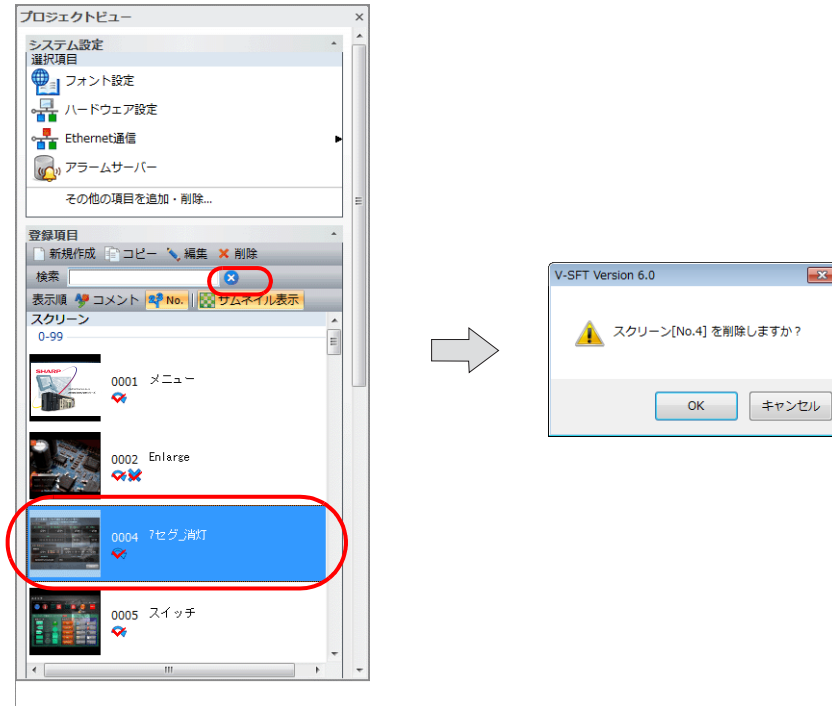 プロジェクトビュー
システム設定
選択項目
フォント設定
ハードウェア設定
Ethernet通信
アラームサーバー
その他の項目を追加・削除...
登録項目
新規作成 コピー 編集 削除
検索
表示順 コメント No. サムネイル表示
スクリーン
0-99
SHARP
0001 メニュー
0002 Enlarge
0004 7セグ_消灯
0005 スイッチ
V-SFT Version 6.0
スクリーン[No.4] を削除しますか？
OK キャンセル